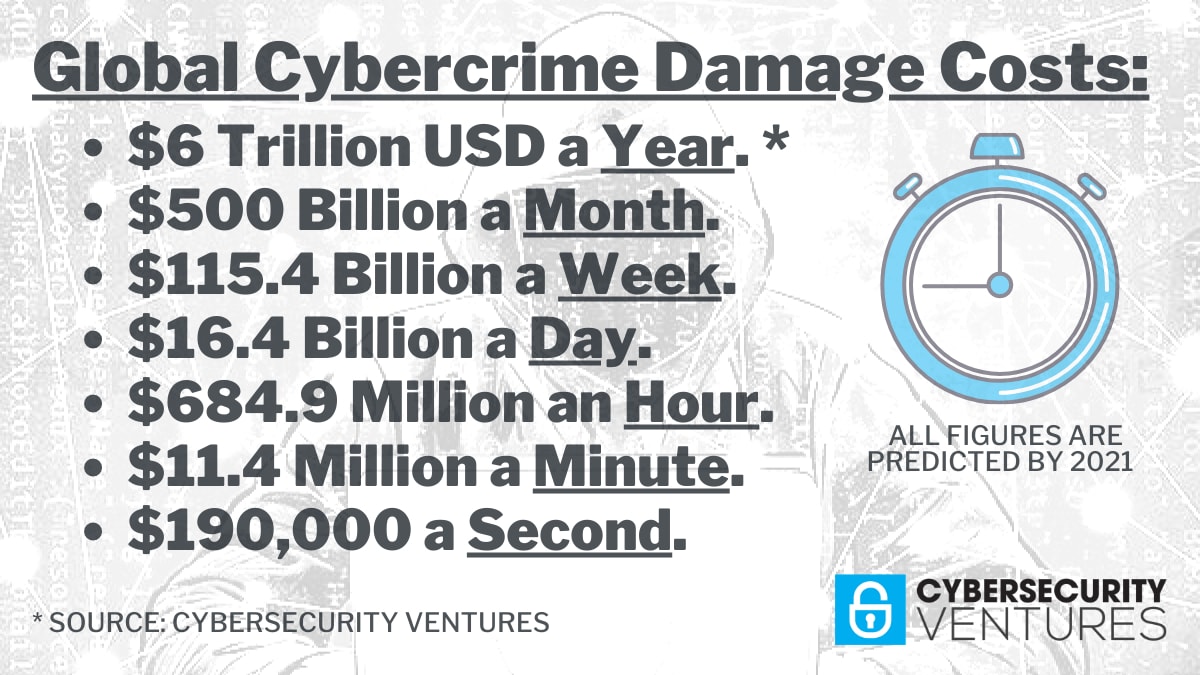 Global Cybercrime Damage Costs:
• $6 Trillion USD a Year. *
• $500 Billion a Month.
• $115.4 Billion a Week.
• $16.4 Billion a Day.
• $684.9 Million an Hour.
• $11.4 Million a Minute.
• $190,000 a Second.
ALL FIGURES ARE
PREDICTED BY 2021
* SOURCE: CYBERSECURITY VENTURES
CYBERSECURITY
VENTURES